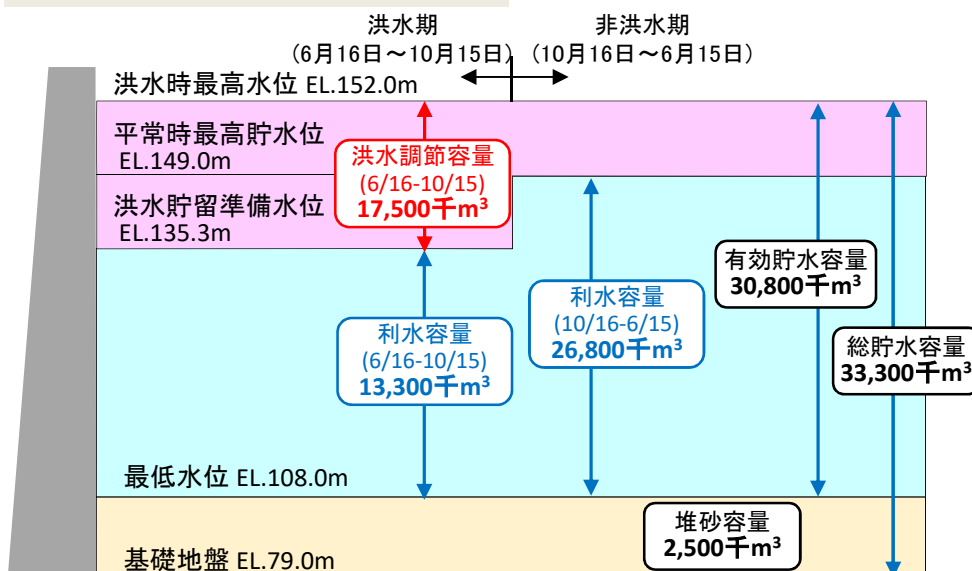 洪水期
(6月16日～10月15日)
非洪水期
(10月16日～6月15日)
洪水時最高水位 EL.152.0m
平常時最高貯水位
EL.149.0m
洪水調節容量
(6/16-10/15)
17,500千m³
洪水貯留準備水位
EL.135.3m
有効貯水容量
30,800千m³
利水容量
(10/16-6/15)
26,800千m³
利水容量
(6/16-10/15)
13,300千m³
総貯水容量
33,300千m³
最低水位 EL.108.0m
堆砂容量
2,500千m³
基礎地盤 EL.79.0m